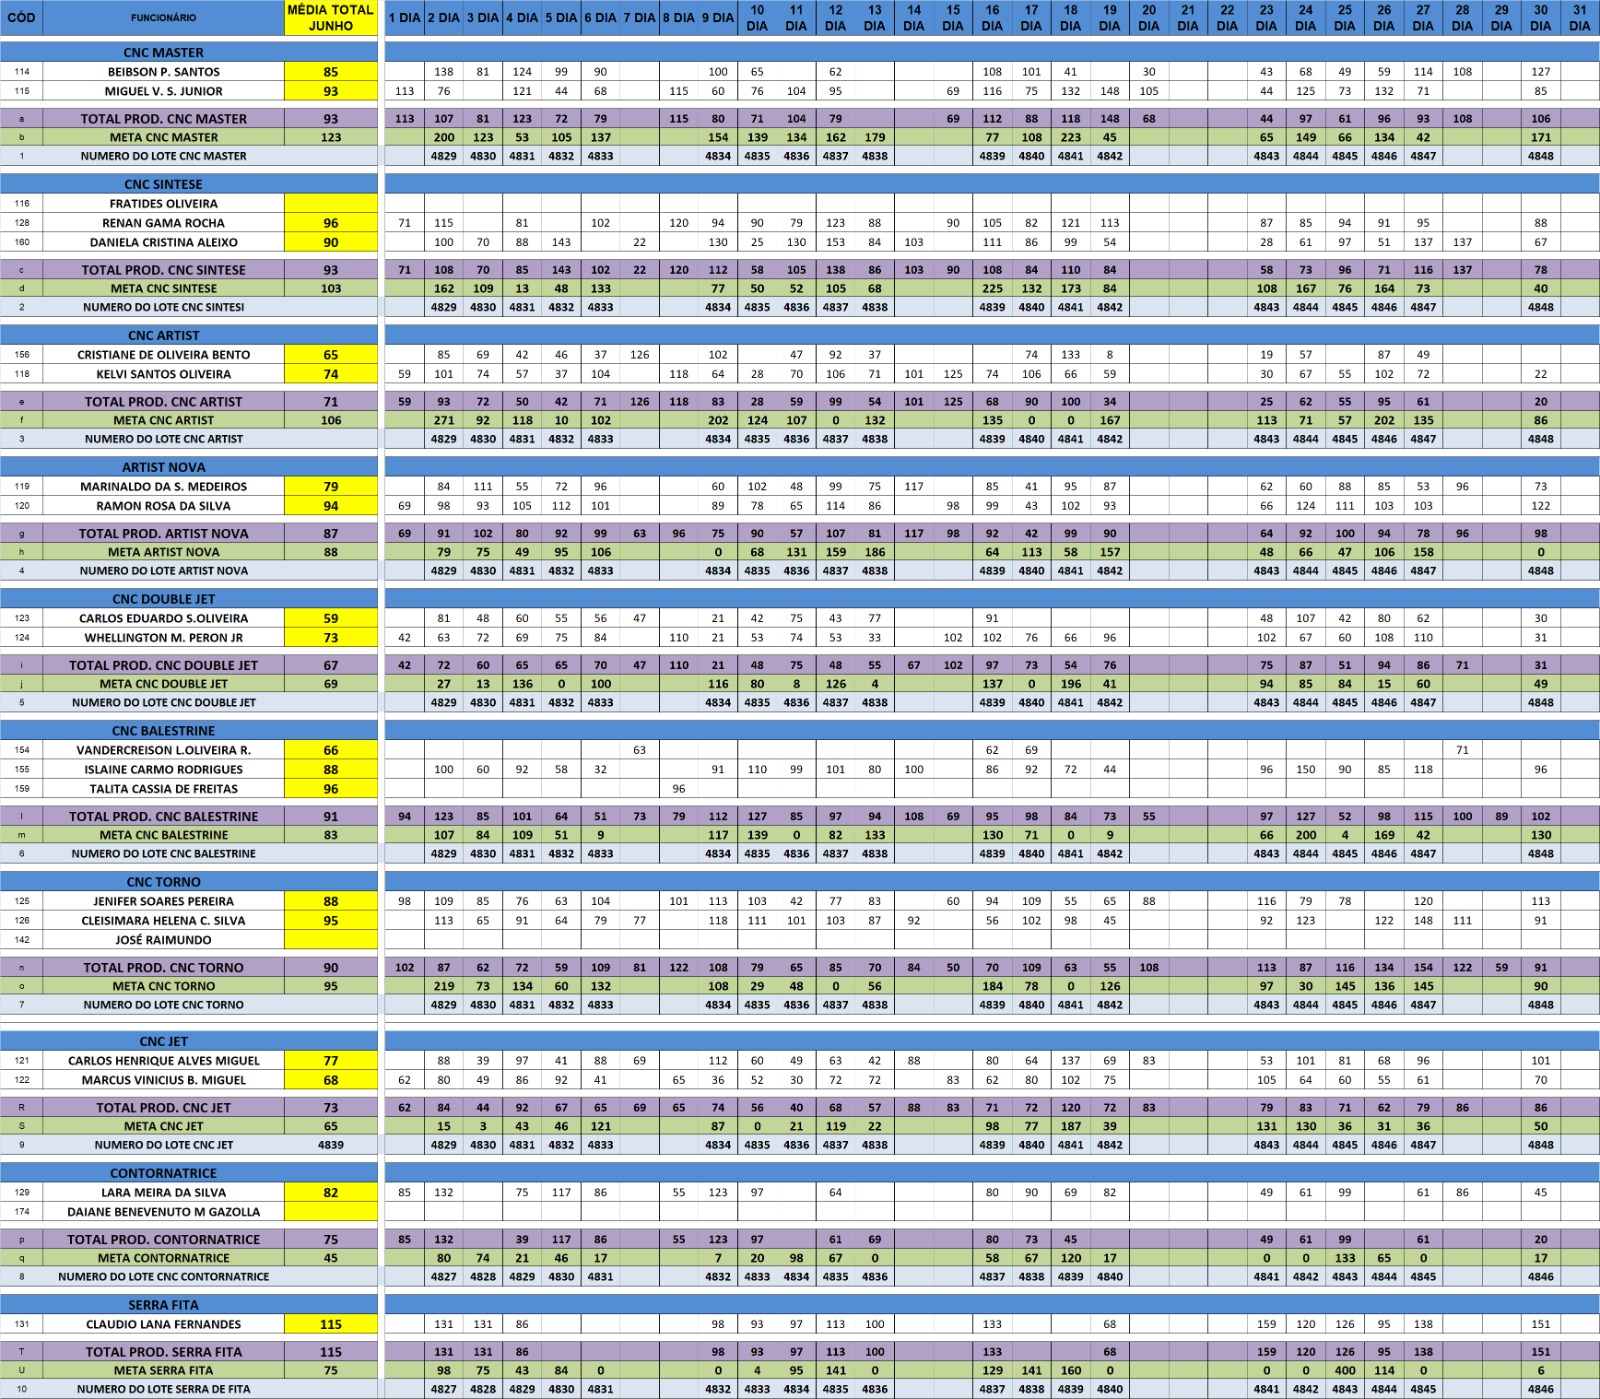 CÓD FUNCIONÁRIO MÉDIA TOTAL JUNHO 1 DIA 2 DIA 3 DIA 4 DIA 5 DIA 6 DIA 7 DIA 8 DIA 9 DIA 10 DIA 11 DIA 12 DIA 13 DIA 14 DIA 15 DIA 16 DIA 17 DIA 18 DIA 19 DIA 20 DIA 21 DIA 22 DIA 23 DIA 24 DIA 25 DIA 26 DIA 27 DIA 28 DIA 29 DIA 30 DIA 31 DIA
CNC MASTER
114 BEIBSON P. SANTOS 85 138 81 124 99 90 100 65 62 108 101 41 30 43 68 49 59 114 108 127
115 MIGUEL V. S. JUNIOR 93 113 76 121 44 68 115 60 76 104 95 69 116 75 132 148 105 44 125 73 132 71 85
a TOTAL PROD. CNC MASTER 93 113 107 81 123 72 79 115 80 71 104 79 69 112 88 118 148 68 44 97 61 96 93 108 106
b META CNC MASTER 123 200 123 53 105 137 154 139 134 162 179 77 108 223 45 65 149 66 134 42 171
1 NUMERO DO LOTE CNC MASTER 4829 4830 4831 4832 4833 4834 4835 4836 4837 4838 4839 4840 4841 4842 4843 4844 4845 4846 4847 4848
CNC SINTESE
116 FRATIDES OLIVEIRA
128 RENAN GAMA ROCHA 96 71 115 81 102 120 94 90 79 123 88 90 105 82 121 113 87 85 94 91 95 88
160 DANIELA CRISTINA ALEIXO 90 100 70 88 143 22 130 25 130 153 84 103 111 86 99 54 28 61 97 51 137 137 67
c TOTAL PROD. CNC SINTESE 93 71 108 70 85 143 102 22 120 112 58 105 138 86 103 90 108 84 110 84 58 73 96 71 116 137 78
d META CNC SINTESE 103 162 109 13 48 133 77 50 52 105 68 225 132 173 84 108 167 76 164 73 40
2 NUMERO DO LOTE CNC SINTESI 4829 4830 4831 4832 4833 4834 4835 4836 4837 4838 4839 4840 4841 4842 4843 4844 4845 4846 4847 4848
CNC ARTIST
156 CRISTIANE DE OLIVEIRA BENTO 65 85 69 42 46 37 126 102 47 92 37 74 133 8 19 57 87 49
118 KELVI SANTOS OLIVEIRA 74 59 101 74 57 37 104 118 64 28 70 106 71 101 125 74 106 66 59 30 67 55 102 72 22
e TOTAL PROD. CNC ARTIST 71 59 93 72 50 42 71 126 118 83 28 59 99 54 101 125 68 90 100 34 25 62 55 95 61 20
f META CNC ARTIST 106 271 92 118 10 102 202 124 107 0 132 135 0 0 167 113 71 57 202 135 86
3 NUMERO DO LOTE CNC ARTIST 4829 4830 4831 4832 4833 4834 4835 4836 4837 4838 4839 4840 4841 4842 4843 4844 4845 4846 4847 4848
ARTIST NOVA
119 MARINALDO DA S. MEDEIROS 79 84 111 55 72 96 60 102 48 99 75 117 85 41 95 87 62 60 88 85 53 96 73
120 RAMON ROSA DA SILVA 94 69 98 93 105 112 101 89 78 65 114 86 98 99 43 102 93 66 124 111 103 103 122
g TOTAL PROD. ARTIST NOVA 87 69 91 102 80 92 99 63 96 75 90 57 107 81 117 98 92 42 99 90 64 92 100 94 78 96 98
h META ARTIST NOVA 88 79 75 49 95 106 0 68 131 159 186 64 113 58 157 48 66 47 106 158 0
4 NUMERO DO LOTE ARTIST NOVA 4829 4830 4831 4832 4833 4834 4835 4836 4837 4838 4839 4840 4841 4842 4843 4844 4845 4846 4847 4848
CNC DOUBLE JET
123 CARLOS EDUARDO S.OLIVEIRA 59 81 48 60 55 56 47 21 42 75 43 77 91 48 107 42 80 62 30
124 WHELLINGTON M. PERON JR 73 42 63 72 69 75 84 110 21 53 74 53 33 102 102 76 66 96 102 67 60 108 110 31
i TOTAL PROD. CNC DOUBLE JET 67 42 72 60 65 65 70 47 110 21 48 75 48 55 67 102 97 73 54 76 75 87 51 94 86 71 31
j META CNC DOUBLE JET 69 27 13 136 0 100 116 80 8 126 4 137 0 196 41 94 85 84 15 60 49
5 NUMERO DO LOTE CNC DOUBLE JET 4829 4830 4831 4832 4833 4834 4835 4836 4837 4838 4839 4840 4841 4842 4843 4844 4845 4846 4847 4848
CNC BALESTRINE
154 VANDERCREISON L.OLIVEIRA R. 66 63 62 69 71
155 ISLAINE CARMO RODRIGUES 88 100 60 92 58 32 91 110 99 101 80 100 86 92 72 44 96 150 90 85 118 96
159 TALITA CASSIA DE FREITAS 96 96
l TOTAL PROD. CNC BALESTRINE 91 94 123 85 101 64 51 73 79 112 127 85 97 94 108 69 95 98 84 73 55 97 127 52 98 115 100 89 102
m META CNC BALESTRINE 83 107 84 109 51 9 117 139 0 82 133 130 71 0 9 66 200 4 169 42 130
6 NUMERO DO LOTE CNC BALESTRINE 4829 4830 4831 4832 4833 4834 4835 4836 4837 4838 4839 4840 4841 4842 4843 4844 4845 4846 4847 4848
CNC TORNO
125 JENIFER SOARES PEREIRA 88 98 109 85 76 63 104 101 113 103 42 77 83 60 94 109 55 65 88 116 79 78 120 113
126 CLEISIMARA HELENA C. SILVA 95 113 65 91 64 79 77 118 111 101 103 87 92 56 102 98 45 92 123 122 148 111 91
142 JOSÉ RAIMUNDO
n TOTAL PROD. CNC TORNO 90 102 87 62 72 59 109 81 122 108 79 65 85 70 84 50 70 109 63 55 108 113 87 116 134 154 122 59 91
o META CNC TORNO 95 219 73 134 60 132 108 29 48 0 56 184 78 0 126 97 30 145 136 145 90
7 NUMERO DO LOTE CNC TORNO 4829 4830 4831 4832 4833 4834 4835 4836 4837 4838 4839 4840 4841 4842 4843 4844 4845 4846 4847 4848
CNC JET
121 CARLOS HENRIQUE ALVES MIGUEL 77 88 39 97 41 88 69 112 60 49 63 42 88 80 64 137 69 83 53 101 81 68 96 101
122 MARCUS VINICIUS B. MIGUEL 68 62 80 49 86 92 41 65 36 52 30 72 72 83 62 80 102 75 105 64 60 55 61 70
R TOTAL PROD. CNC JET 73 62 84 44 92 67 65 69 65 74 56 40 68 57 88 83 71 72 120 72 83 79 83 71 62 79 86 86
S META CNC JET 65 15 3 43 46 121 87 0 21 119 22 98 77 187 39 131 130 36 31 36 50
9 NUMERO DO LOTE CNC JET 4839 4829 4830 4831 4832 4833 4834 4835 4836 4837 4838 4839 4840 4841 4842 4843 4844 4845 4846 4847 4848
CONTORNATRICE
129 LARA MEIRA DA SILVA 82 85 132 75 117 86 55 123 97 64 80 90 69 82 49 61 99 61 86 45
174 DAIANE BENEVENUTO M GAZOLLA
p TOTAL PROD. CONTORNATRICE 75 85 132 39 117 86 55 123 97 61 69 80 73 45 49 61 99 61 20
q META CONTORNATRICE 45 80 74 21 46 17 7 20 98 67 0 58 67 120 17 0 0 133 65 0 17
8 NUMERO DO LOTE CNC CONTORNATRICE 4827 4828 4829 4830 4831 4832 4833 4834 4835 4836 4837 4838 4839 4840 4841 4842 4843 4844 4845 4846
SERRA FITA
131 CLAUDIO LANA FERNANDES 115 131 131 86 98 93 97 113 100 133 68 159 120 126 95 138 151
T TOTAL PROD. SERRA FITA 115 131 131 86 98 93 97 113 100 133 68 159 120 126 95 138 151
U META SERRA FITA 75 98 75 43 84 0 0 4 95 141 0 129 141 160 0 0 0 400 114 0 6
10 NUMERO DO LOTE SERRA DE FITA 4827 4828 4829 4830 4831 4832 4833 4834 4835 4836 4837 4838 4839 4840 4841 4842 4843 4844 4845 4846